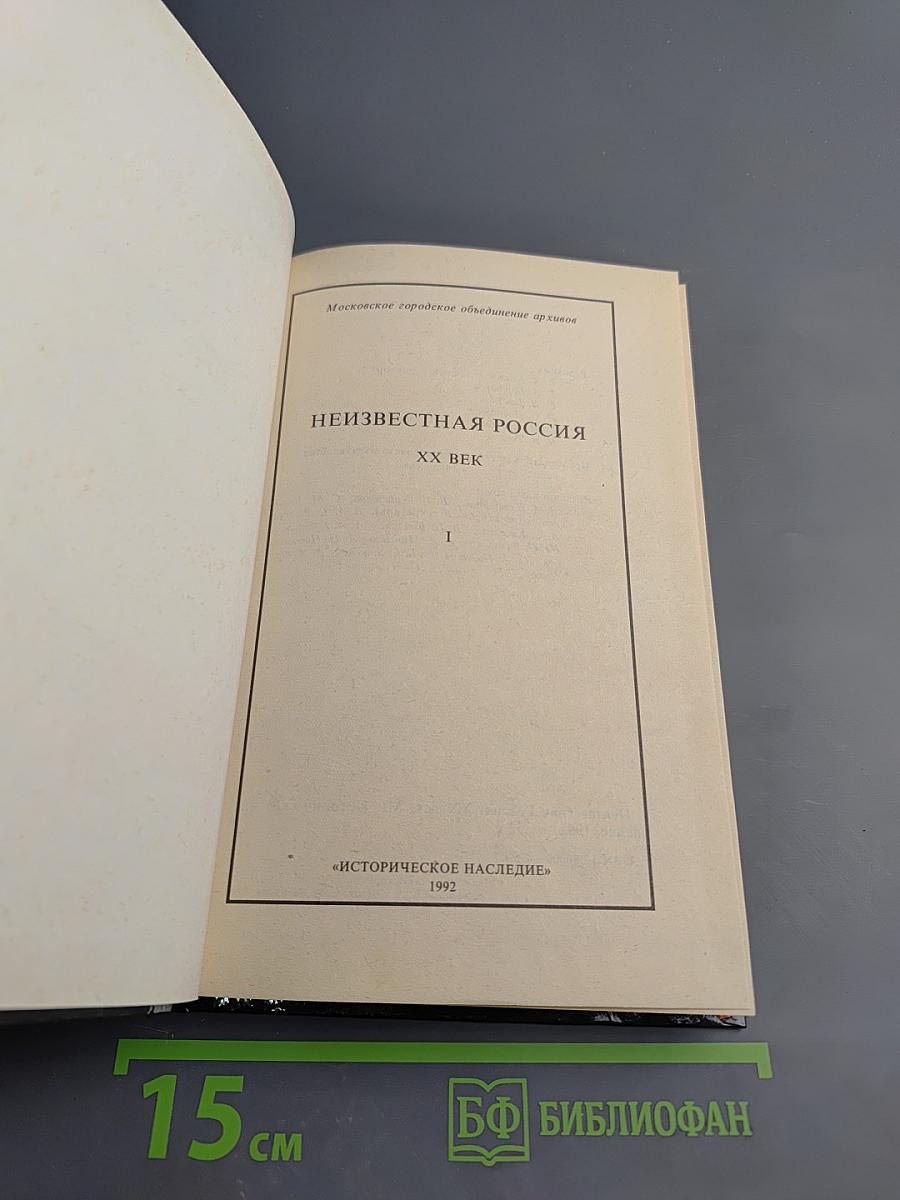 Московское городское объединение архивов
НЕИЗВЕСТНАЯ РОССИЯ
XX ВЕК
I
«ИСТОРИЧЕСКОЕ НАСЛЕДИЕ»
1992
15 см
БФ БИБЛИОФАН